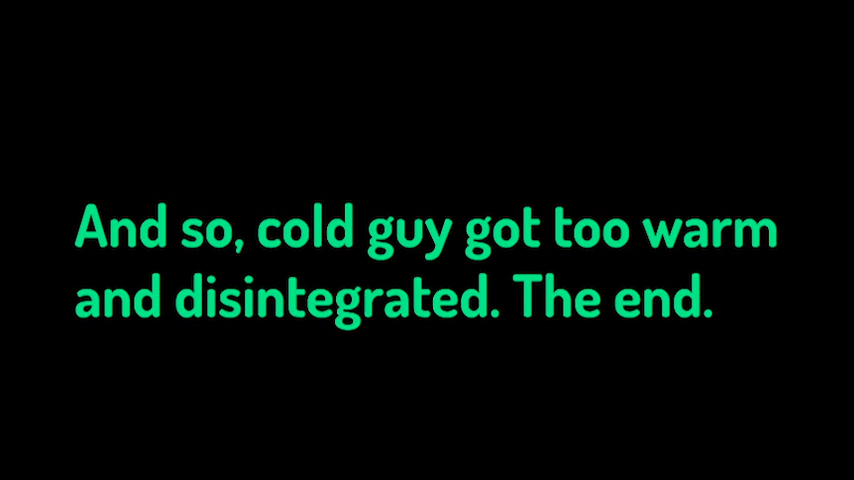 And so, cold guy got too warm
and disintegrated. The end.